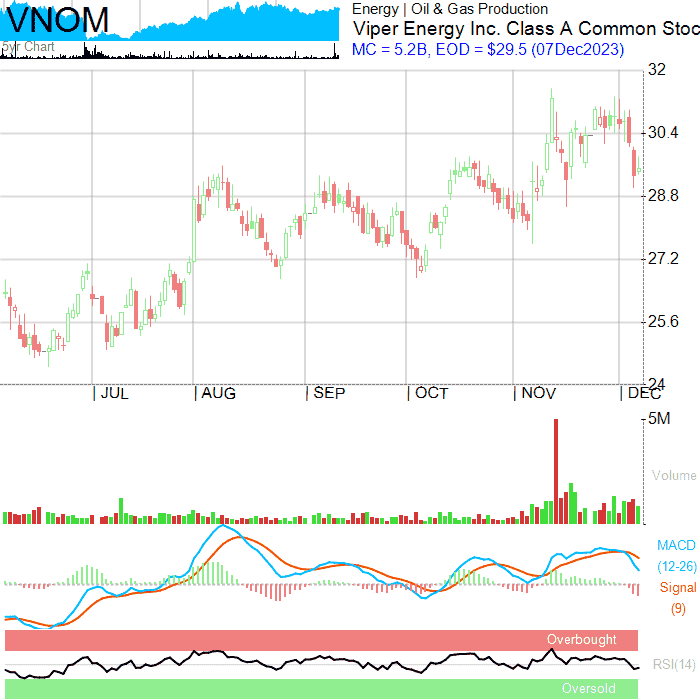 VNOM
5yr Chart
Energy | Oil & Gas Production
Viper Energy Inc. Class A Common Stoc
MC = 5.2B, EOD = $29.5 (07Dec2023)
32
30.4
28.8
27.2
25.6
24
| JUL | AUG | SEP | OCT | NOV | DEC
5M
Volume
MACD
(12-26)
Signal
(9)
Overbought
RSI(14)
Oversold